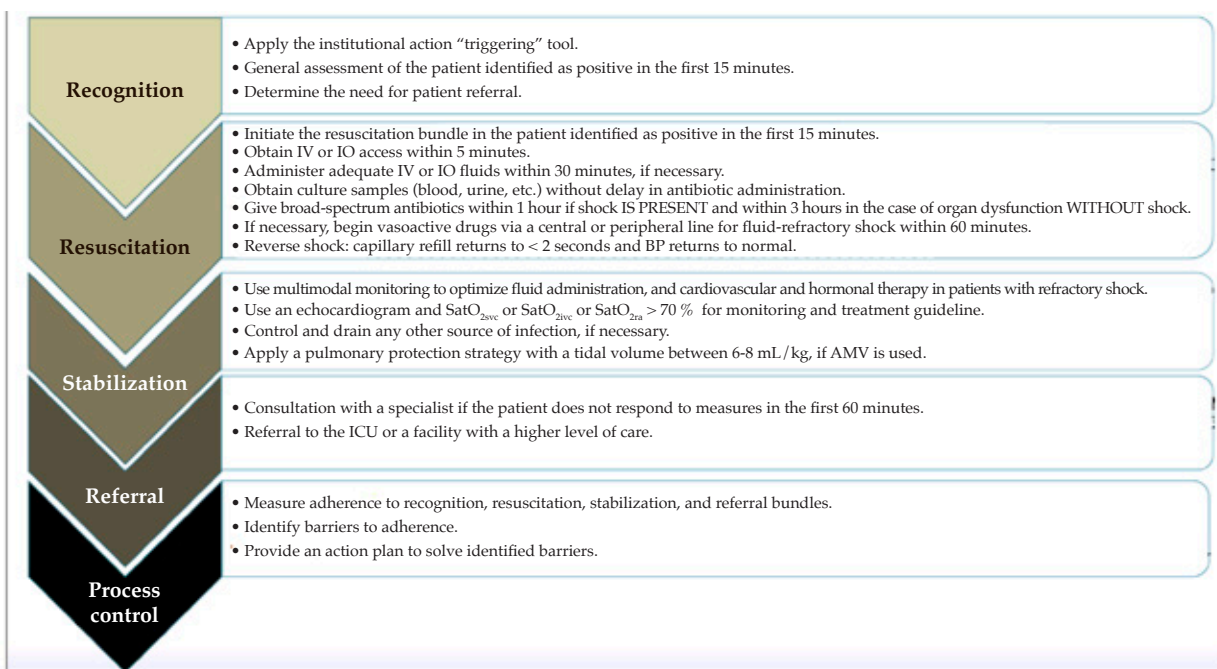 Recognition
• Apply the institutional action “triggering” tool.
• General assessment of the patient identified as positive in the first 15 minutes.
• Determine the need for patient referral.
Resuscitation
• Initiate the resuscitation bundle in the patient identified as positive in the first 15 minutes.
• Obtain IV or IO access within 5 minutes.
• Administer adequate IV or IO fluids within 30 minutes, if necessary.
• Obtain culture samples (blood, urine, etc.) without delay in antibiotic administration.
• Give broad-spectrum antibiotics within 1 hour if shock IS PRESENT and within 3 hours in the case of organ dysfunction WITHOUT shock.
• If necessary, begin vasoactive drugs via a central or peripheral line for fluid-refractory shock within 60 minutes.
• Reverse shock: capillary refill returns to < 2 seconds and BP returns to normal.
Stabilization
• Use multimodal monitoring to optimize fluid administration, and cardiovascular and hormonal therapy in patients with refractory shock.
• Use an echocardiogram and SatO2svc or SatO2ivc or SatO2ra > 70 % for monitoring and treatment guideline.
• Control and drain any other source of infection, if necessary.
• Apply a pulmonary protection strategy with a tidal volume between 6-8 mL/kg, if AMV is used.
Referral
• Consultation with a specialist if the patient does not respond to measures in the first 60 minutes.
• Referral to the ICU or a facility with a higher level of care.
Process
control
• Measure adherence to recognition, resuscitation, stabilization, and referral bundles.
• Identify barriers to adherence.
• Provide an action plan to solve identified barriers.